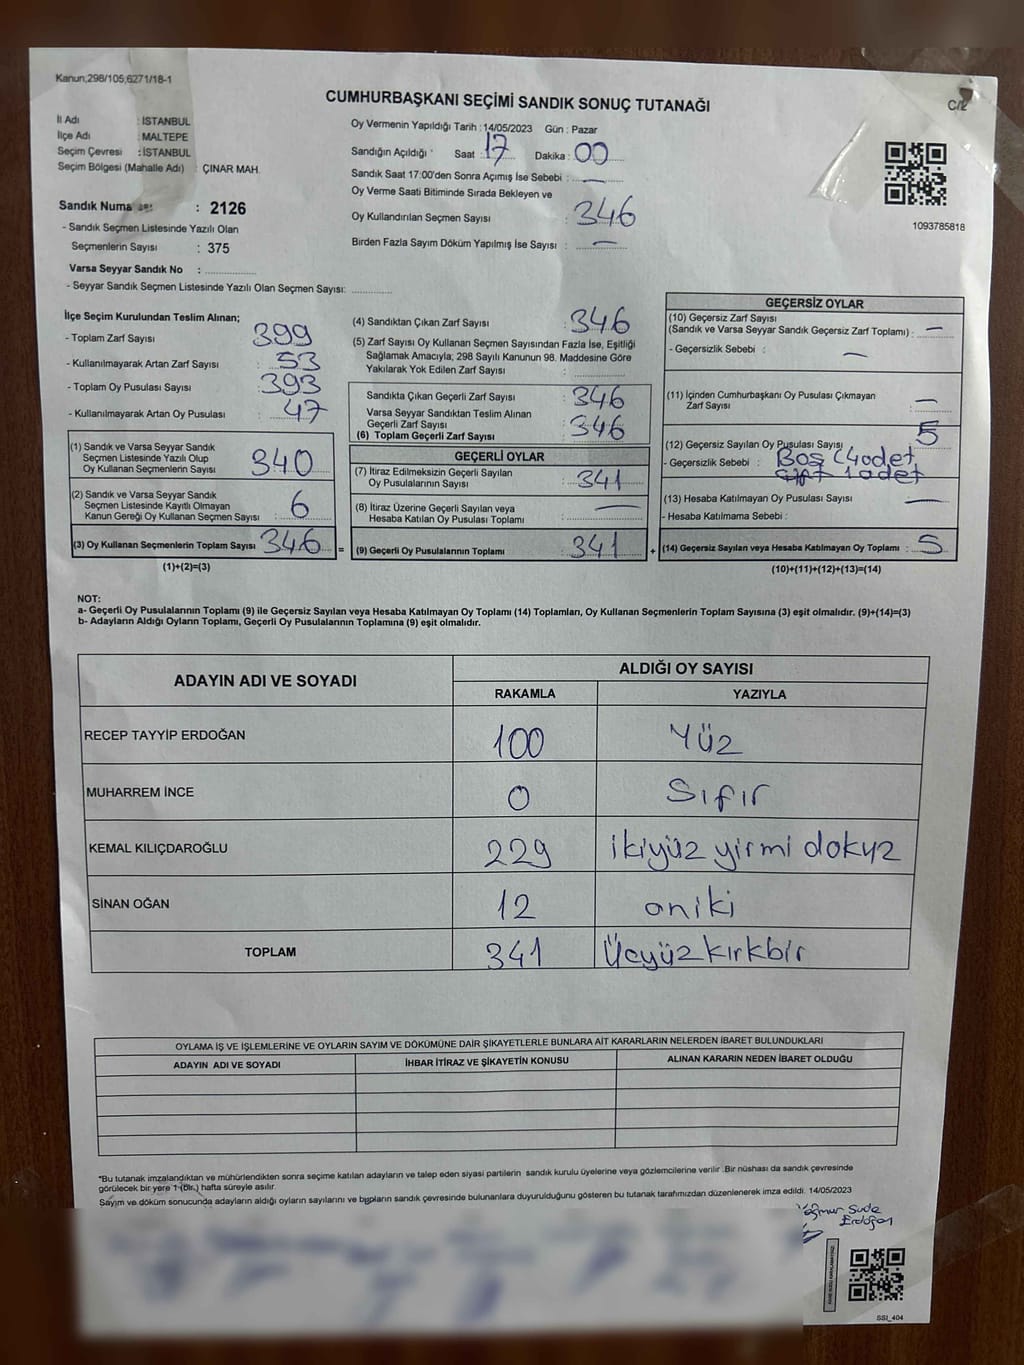 Kanun,298/105,6271/18-1
CUMHURBAŞKANI SEÇİMİ SANDIK SONUÇ TUTANAĞI
C/2
İl Adı : İSTANBUL
İlçe Adı : MALTEPE
Seçim Çevresi : İSTANBUL
Seçim Bölgesi (Mahalle Adı) : ÇINAR MAH.
Sandık Numa : 2126
- Sandık Seçmen Listesinde Yazılı Olan
Seçmenlerin Sayısı : 375
Varsa Seyyar Sandık No :
- Seyyar Sandık Seçmen Listesinde Yazılı Olan Seçmen Sayısı:
Oy Vermenin Yapıldığı Tarih : 14/05/2023 Gün : Pazar
Sandığın Açıldığı Saat : 17 Dakika : 00
Sandık Saat 17:00'den Sonra Açımış İse Sebebi : —
Oy Verme Saati Bitiminde Sırada Bekleyen ve
Oy Kullandırılan Seçmen Sayısı : 346
Birden Fazla Sayım Döküm Yapılmış İse Sayısı : —
1093785818
İlçe Seçim Kurulundan Teslim Alınan;
- Toplam Zarf Sayısı : 399
- Kullanılmayarak Artan Zarf Sayısı : 53
- Toplam Oy Pusulası Sayısı : 393
- Kullanılmayarak Artan Oy Pusulası : 47
(1) Sandık ve Varsa Seyyar Sandık
Seçmen Listesinde Yazılı Olup
Oy Kullanan Seçmenlerin Sayısı : 340
(2) Sandık ve Varsa Seyyar Sandık
Seçmen Listesinde Kayıtlı Olmayan
Kanun Gereği Oy Kullanan Seçmen Sayısı : 6
(3) Oy Kullanan Seçmenlerin Toplam Sayısı : 346 =
(1)+(2)=(3)
(4) Sandıktan Çıkan Zarf Sayısı : 346
(5) Zarf Sayısı Oy Kullanan Seçmen Sayısından Fazla İse, Eşitliği
Sağlamak Amacıyla; 298 Sayılı Kanunun 98. Maddesine Göre
Yakılarak Yok Edilen Zarf Sayısı :
Sandıkta Çıkan Geçerli Zarf Sayısı : 346
Varsa Seyyar Sandıktan Teslim Alınan
Geçerli Zarf Sayısı : 346
(6) Toplam Geçerli Zarf Sayısı
GEÇERLİ OYLAR
(7) İtiraz Edilmeksizin Geçerli Sayılan
Oy Pusulalarının Sayısı : 341
(8) İtiraz Üzerine Geçerli Sayılan veya
Hesaba Katılan Oy Pusulası Toplamı : —
(9) Geçerli Oy Pusulalarının Toplamı : 341 +
GEÇERSİZ OYLAR
(10) Geçersiz Zarf Sayısı
(Sandık ve Varsa Seyyar Sandık Geçersiz Zarf Toplamı) : —
- Geçersizlik Sebebi : —
(11) İçinden Cumhurbaşkanı Oy Pusulası Çıkmayan
Zarf Sayısı : —
(12) Geçersiz Sayılan Oy Pusulası Sayısı : 5
- Geçersizlik Sebebi : Boş (4 adet
çift 1 adet
(13) Hesaba Katılmayan Oy Pusulası Sayısı —
- Hesaba Katılmama Sebebi :
(14) Geçersiz Sayılan veya Hesaba Katılmayan Oy Toplamı : 5
(10)+(11)+(12)+(13)=(14)
NOT:
a- Geçerli Oy Pusulalarının Toplamı (9) ile Geçersiz Sayılan veya Hesaba Katılmayan Oy Toplamı (14) Toplamları, Oy Kullanan Seçmenlerin Toplam Sayısına (3) eşit olmalıdır. (9)+(14)=(3)
b- Adayların Aldığı Oyların Toplamı, Geçerli Oy Pusulalarının Toplamına (9) eşit olmalıdır.
ADAYIN ADI VE SOYADI ALDIĞI OY SAYISI
RAKAMLA YAZIYLA
RECEP TAYYİP ERDOĞAN 100 Yüz
MUHARREM İNCE 0 Sıfır
KEMAL KILIÇDAROĞLU 229 ikiyüz yirmi dokuz
SİNAN OĞAN 12 oniki
TOPLAM 341 Üçyüzkırkbir
OYLAMA İŞ VE İŞLEMLERİNE VE OYLARIN SAYIM VE DÖKÜMÜNE DAİR ŞİKAYETLERLE BUNLARA AİT KARARLARIN NELERDEN İBARET BULUNDUKLARI
ADAYIN ADI VE SOYADI İHBAR İTİRAZ VE ŞİKAYETİN KONUSU ALINAN KARARIN NEDEN İBARET OLDUĞU
*Bu tutanak imzalandıktan ve mühürlendikten sonra seçime katılan adayların ve talep eden siyasi partilerin sandık kurulu üyelerine veya gözlemcilerine verilir. Bir nüshası da sandık çevresinde
görülecek bir yere 1 (bir) hafta süreyle asılır.
Sayım ve döküm sonucunda adayların aldığı oyların sayılarını ve bunların sandık çevresinde bulunanlara duyurulduğunu gösteren bu tutanak tarafımızdan düzenlenerek imza edildi. 14/05/2023
Yağmur Sude
Erdoğan
SSI_404